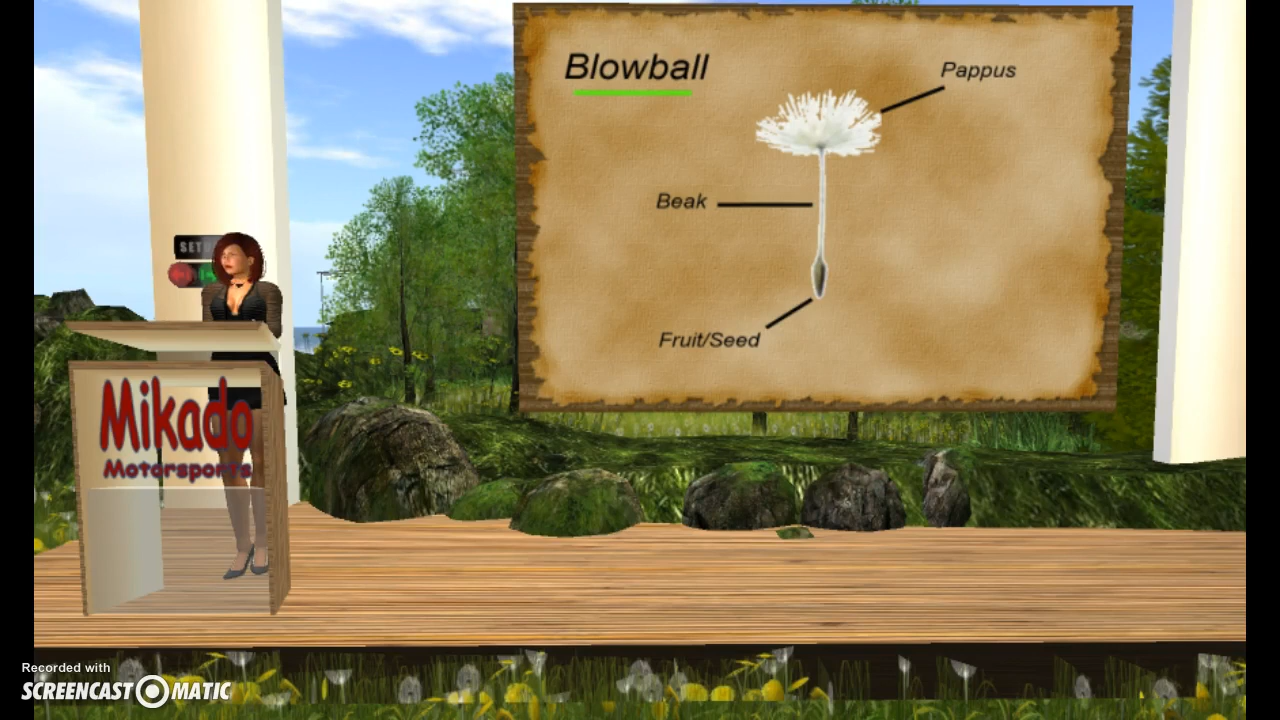 Blowball
Pappus
Beak
Fruit/Seed
Mikado
Motorsports
Recorded with
SCREENCAST-O-MATIC